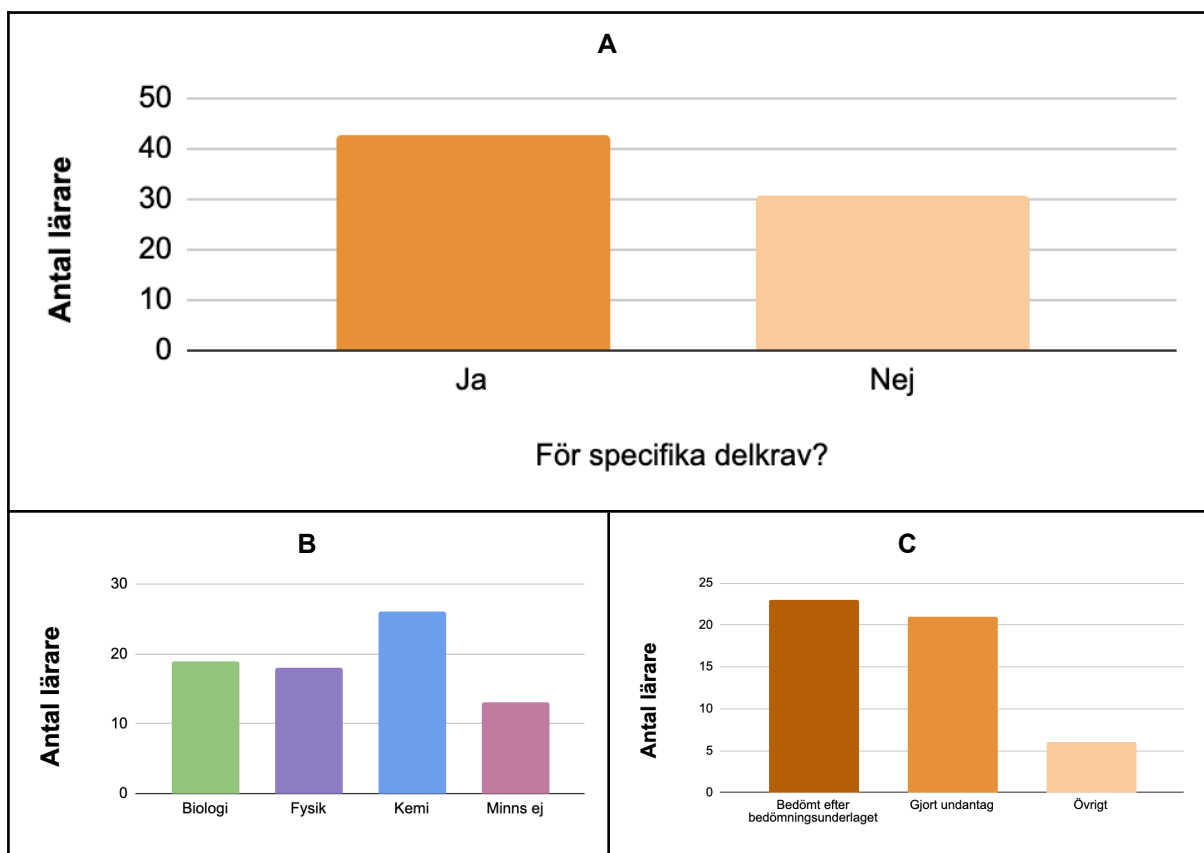 A
50
40
30
20
10
0
Antal lärare
Ja
Nej
För specifika delkrav?
B
30
20
10
0
Antal lärare
Biologi
Fysik
Kemi
Minns ej
C
25
20
15
10
5
0
Antal lärare
Bedömt efter
bedömningsunderlaget
Gjort undantag
Övrigt